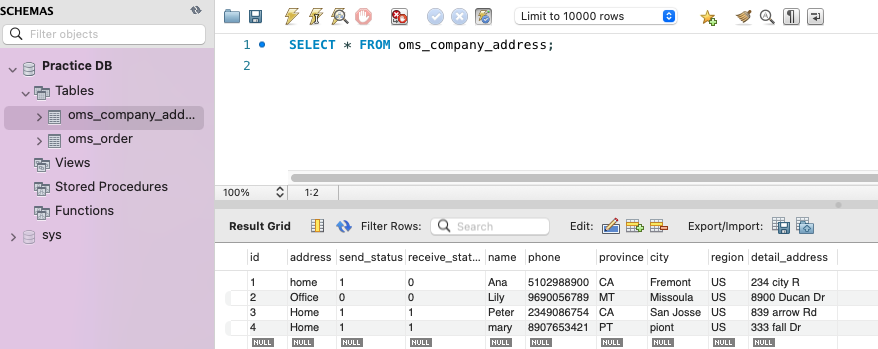 SCHEMAS
Filter objects
Practice DB
Tables
oms_company_add...
oms_order
Views
Stored Procedures
Functions
sys
Limit to 10000 rows
1 SELECT * FROM oms_company_address;
2
100% 1:2
Result Grid Filter Rows: Search Edit: Export/Import:
id address send_status receive_stat... name phone province city region detail_address
1 home 1 0 Ana 5102988900 CA Fremont US 234 city R
2 Office 0 0 Lily 9690056789 MT Missoula US 8900 Ducan Dr
3 Home 1 1 Peter 2349086754 CA San Josse US 839 arrow Rd
4 Home 1 1 mary 8907653421 PT piont US 333 fall Dr
NULL NULL NULL NULL NULL NULL NULL NULL NULL NULL